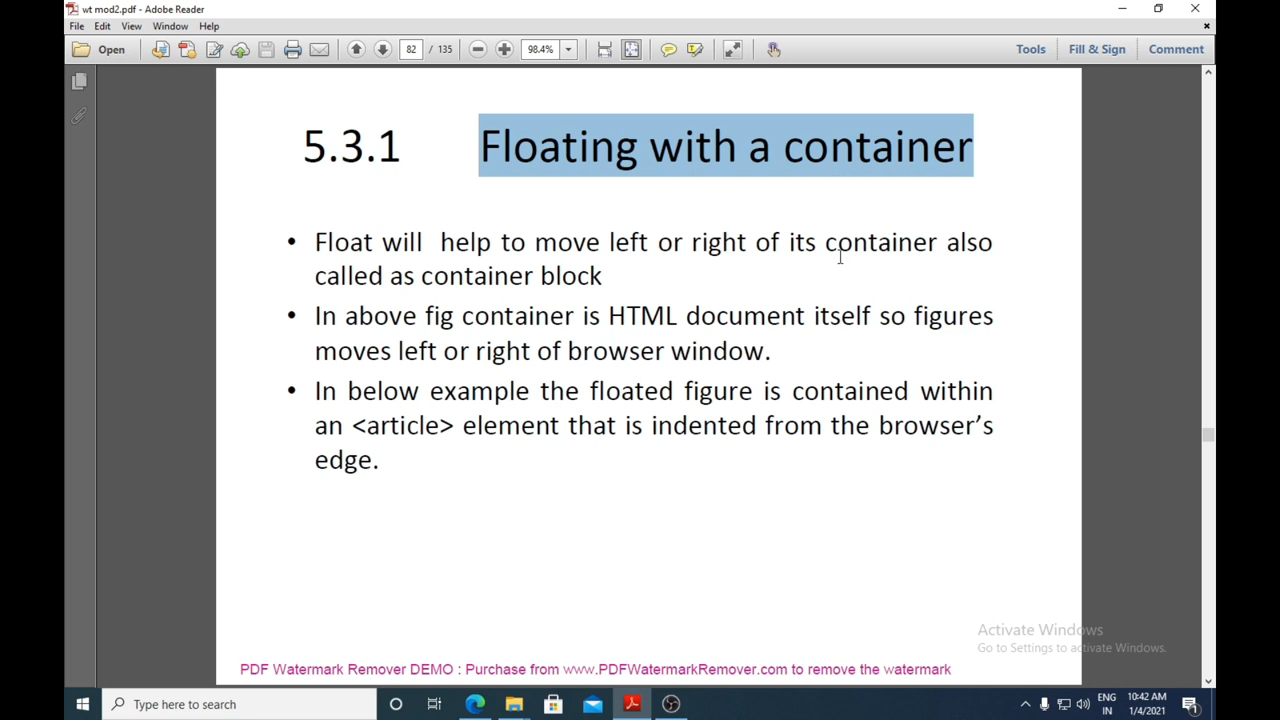 wt mod2.pdf - Adobe Reader
File Edit View Window Help
Open 82 / 135 98.4% Tools Fill & Sign Comment
5.3.1 Floating with a container
• Float will help to move left or right of its container also
called as container block
• In above fig container is HTML document itself so figures
moves left or right of browser window.
• In below example the floated figure is contained within
an <article> element that is indented from the browser’s
edge.
Activate Windows
Go to Settings to activate Windows.
PDF Watermark Remover DEMO : Purchase from www.PDFWatermarkRemover.com to remove the watermark
Type here to search
ENG 10:42 AM
IN 1/4/2021 1